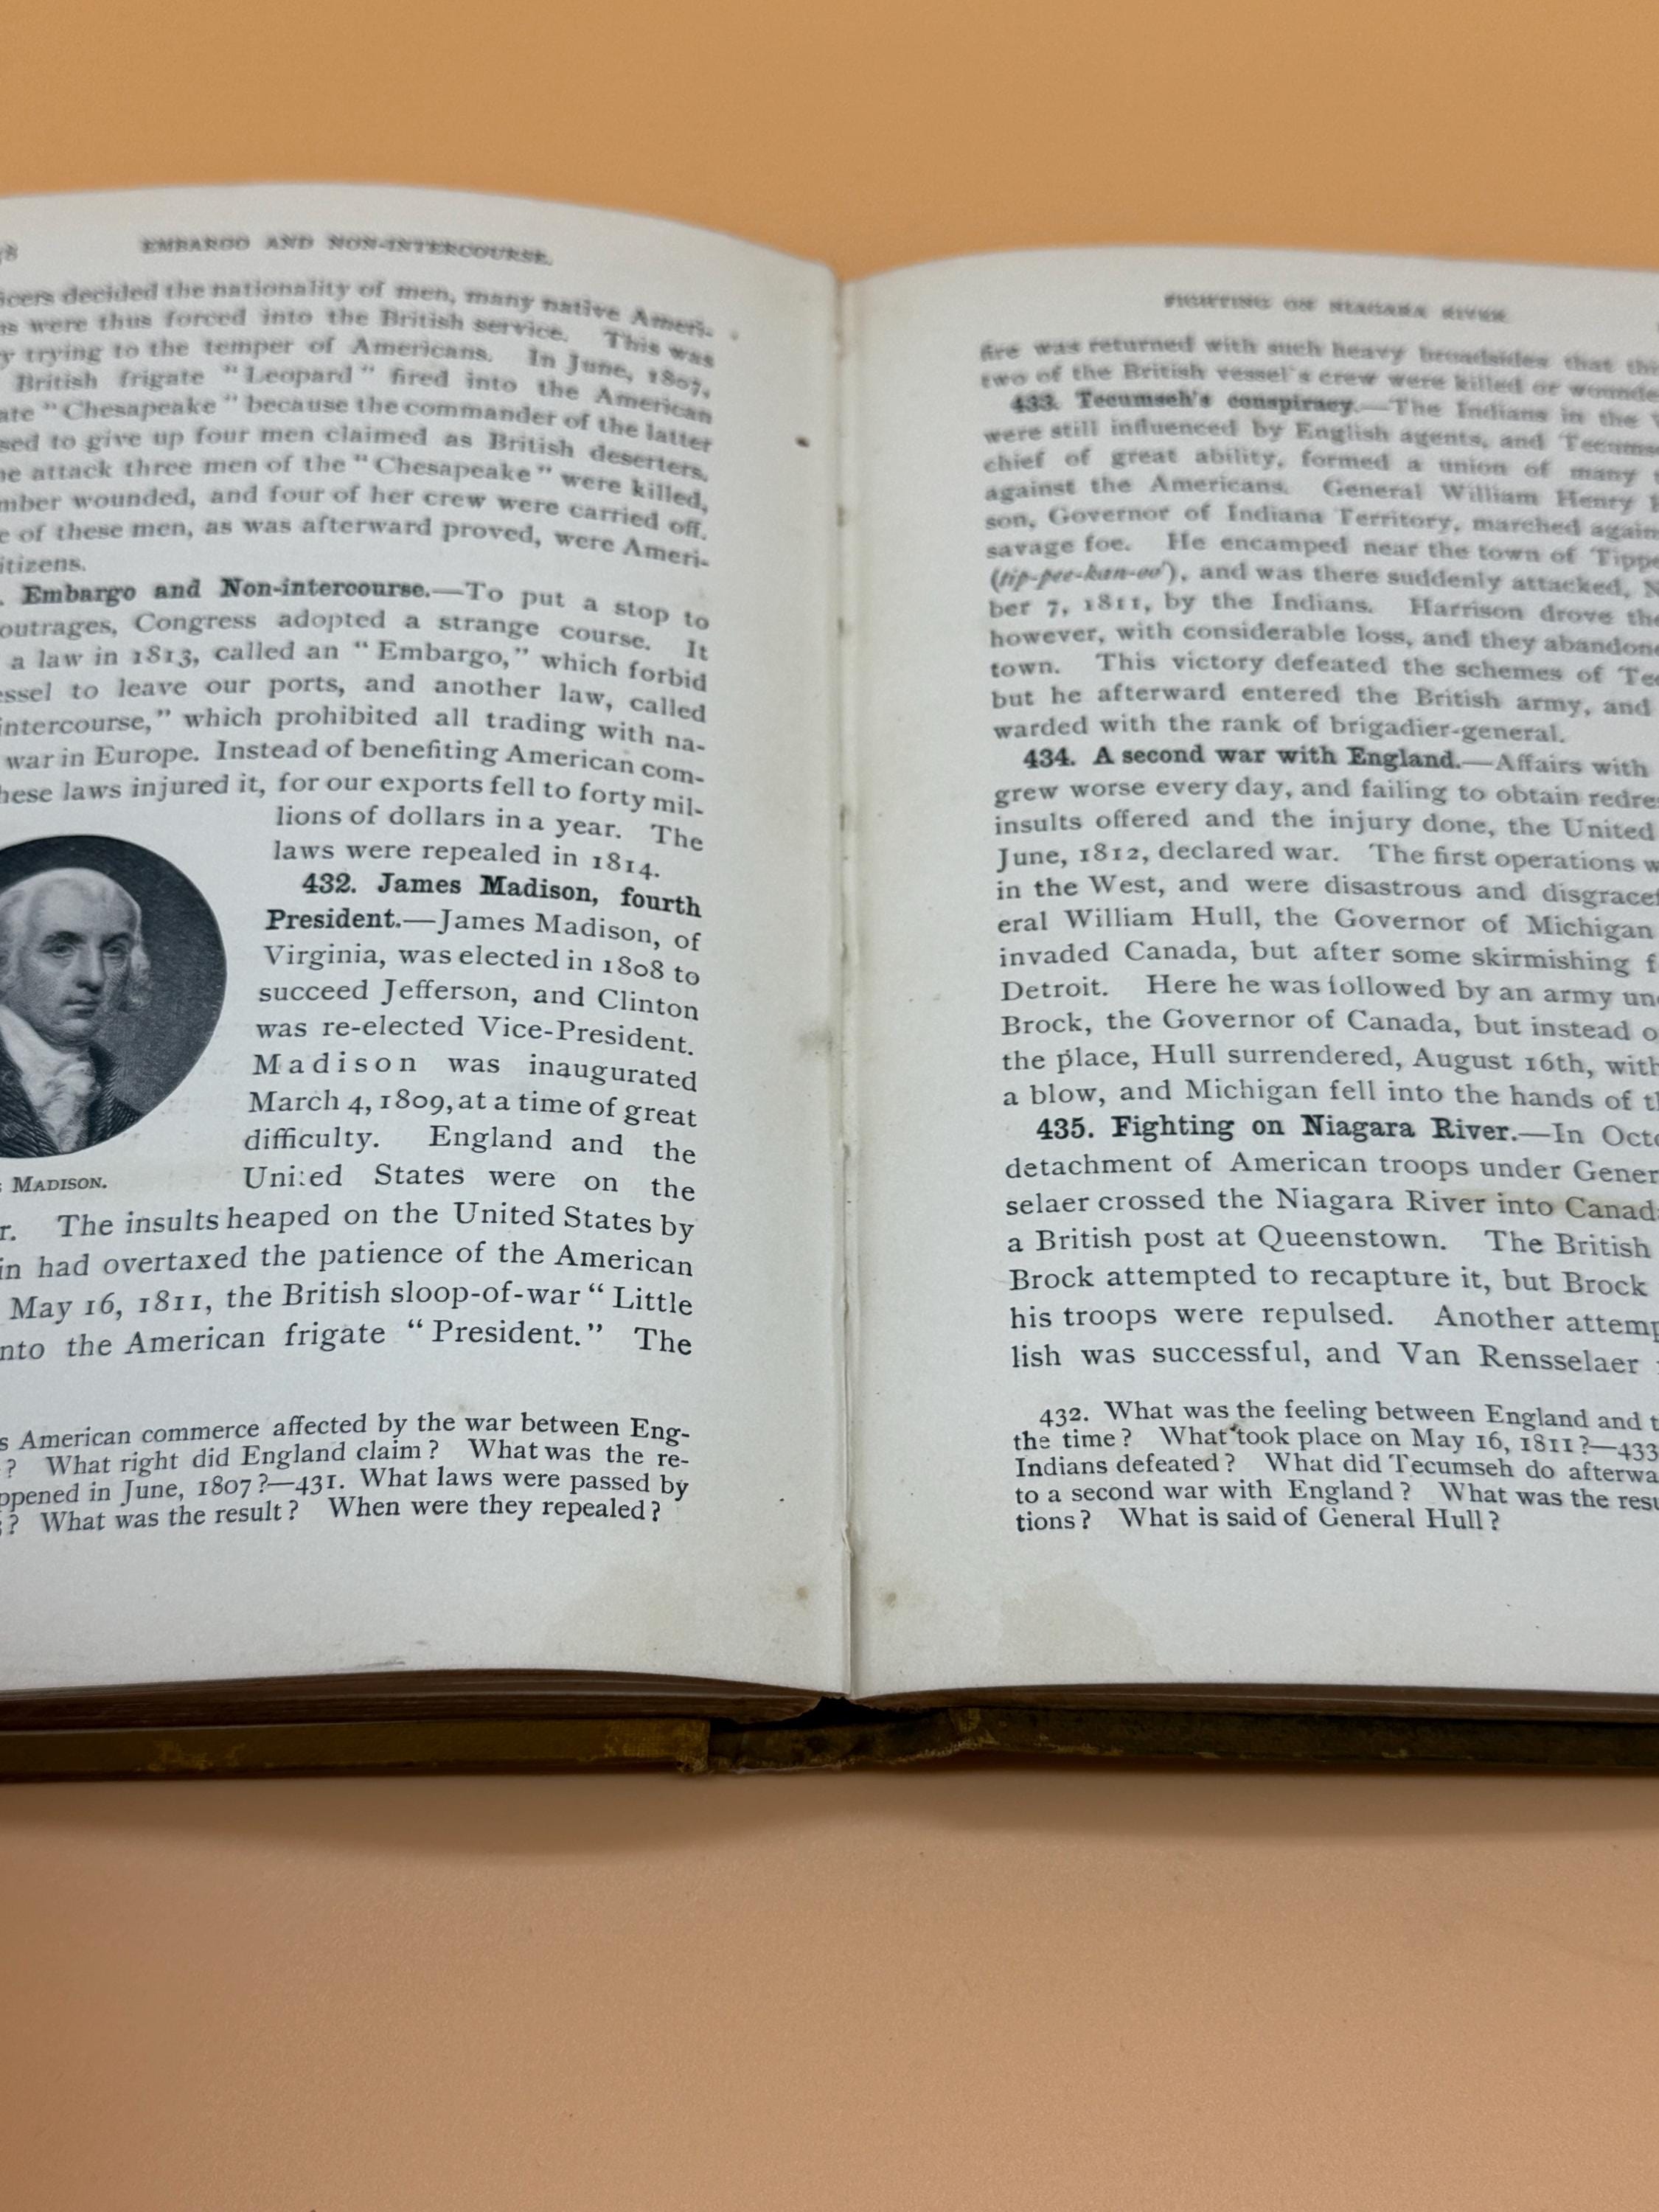 EMBARGO AND NON-INTERCOURSE.
icers decided the nationality of men, many native Ameri-
ns were thus forced into the British service. This was
y trying to the temper of Americans. In June, 1807,
British frigate "Leopard" fired into the American
ate "Chesapeake" because the commander of the latter
sed to give up four men claimed as British deserters.
he attack three men of the "Chesapeake" were killed,
mber wounded, and four of her crew were carried off.
e of these men, as was afterward proved, were Ameri-
itizens.
. Embargo and Non-intercourse.—To put a stop to
outrages, Congress adopted a strange course. It
a law in 1813, called an "Embargo," which forbid
essel to leave our ports, and another law, called
intercourse," which prohibited all trading with na-
war in Europe. Instead of benefiting American com-
hese laws injured it, for our exports fell to forty mil-
lions of dollars in a year. The
laws were repealed in 1814.
432. James Madison, fourth
President.—James Madison, of
Virginia, was elected in 1808 to
succeed Jefferson, and Clinton
was re-elected Vice-President.
Madison was inaugurated
March 4, 1809, at a time of great
difficulty. England and the
United States were on the
MADISON.
r. The insults heaped on the United States by
in had overtaxed the patience of the American
May 16, 1811, the British sloop-of-war "Little
nto the American frigate "President." The
s American commerce affected by the war between Eng-
? What right did England claim? What was the re-
ppened in June, 1807?—431. What laws were passed by
? What was the result? When were they repealed?
FIGHTING ON NIAGARA RIVER.
fire was returned with such heavy broadsides that thi
two of the British vessel's crew were killed or wounde
433. Tecumseh's conspiracy.—The Indians in the W
were still influenced by English agents, and Tecumse
chief of great ability, formed a union of many t
against the Americans. General William Henry H
son, Governor of Indiana Territory, marched again
savage foe. He encamped near the town of Tippe
(tip-pee-kan-oo'), and was there suddenly attacked, N
ber 7, 1811, by the Indians. Harrison drove the
however, with considerable loss, and they abandone
town. This victory defeated the schemes of Tec
but he afterward entered the British army, and
warded with the rank of brigadier-general.
434. A second war with England.—Affairs with
grew worse every day, and failing to obtain redre
insults offered and the injury done, the United
June, 1812, declared war. The first operations w
in the West, and were disastrous and disgracef
eral William Hull, the Governor of Michigan
invaded Canada, but after some skirmishing f
Detroit. Here he was followed by an army un
Brock, the Governor of Canada, but instead o
the place, Hull surrendered, August 16th, with
a blow, and Michigan fell into the hands of th
435. Fighting on Niagara River.—In Octo
detachment of American troops under Gener
selaer crossed the Niagara River into Canada
a British post at Queenstown. The British
Brock attempted to recapture it, but Brock
his troops were repulsed. Another attemp
lish was successful, and Van Rensselaer
432. What was the feeling between England and t
the time? What took place on May 16, 1811?—433
Indians defeated? What did Tecumseh do afterwa
to a second war with England? What was the resu
tions? What is said of General Hull?